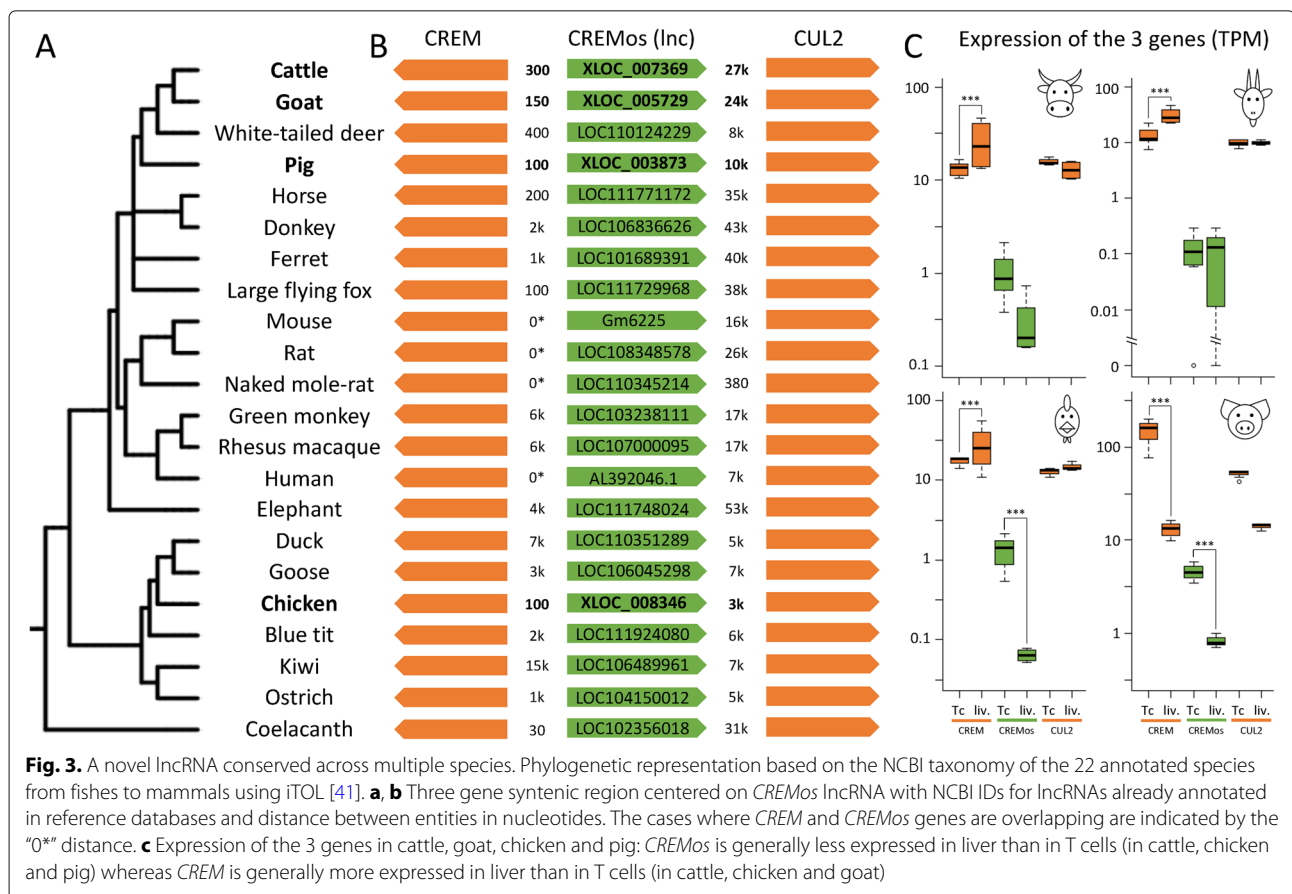 A B CREM CREMos (lnc) CUL2 C Expression of the 3 genes (TPM)
Cattle 300 XLOC_007369 27k
Goat 150 XLOC_005729 24k
White-tailed deer 400 LOC110124229 8k
Pig 100 XLOC_003873 10k
Horse 200 LOC111771172 35k
Donkey 2k LOC106836626 43k
Ferret 1k LOC101689391 40k
Large flying fox 100 LOC111729968 38k
Mouse 0* Gm6225 16k
Rat 0* LOC108348578 26k
Naked mole-rat 0* LOC110345214 380
Green monkey 6k LOC103238111 17k
Rhesus macaque 6k LOC107000095 17k
Human 0* AL392046.1 7k
Elephant 4k LOC111748024 53k
Duck 7k LOC110351289 5k
Goose 3k LOC106045298 7k
Chicken 100 XLOC_008346 3k
Blue tit 2k LOC111924080 6k
Kiwi 15k LOC106489961 7k
Ostrich 1k LOC104150012 5k
Coelacanth 30 LOC102356018 31k
100
10
1
0.1
***
100
10
1
0.1
0.01
0
***
100
10
1
0.1
***
***
100
10
1
***
***
Tc liv. Tc liv. Tc liv.
CREM CREMos CUL2
Tc liv. Tc liv. Tc liv.
CREM CREMos CUL2
Fig. 3. A novel lncRNA conserved across multiple species. Phylogenetic representation based on the NCBI taxonomy of the 22 annotated species
from fishes to mammals using iTOL [41]. a, b Three gene syntenic region centered on CREMos lncRNA with NCBI IDs for lncRNAs already annotated
in reference databases and distance between entities in nucleotides. The cases where CREM and CREMos genes are overlapping are indicated by the
“0*” distance. c Expression of the 3 genes in cattle, goat, chicken and pig: CREMos is generally less expressed in liver than in T cells (in cattle, chicken
and pig) whereas CREM is generally more expressed in liver than in T cells (in cattle, chicken and goat)